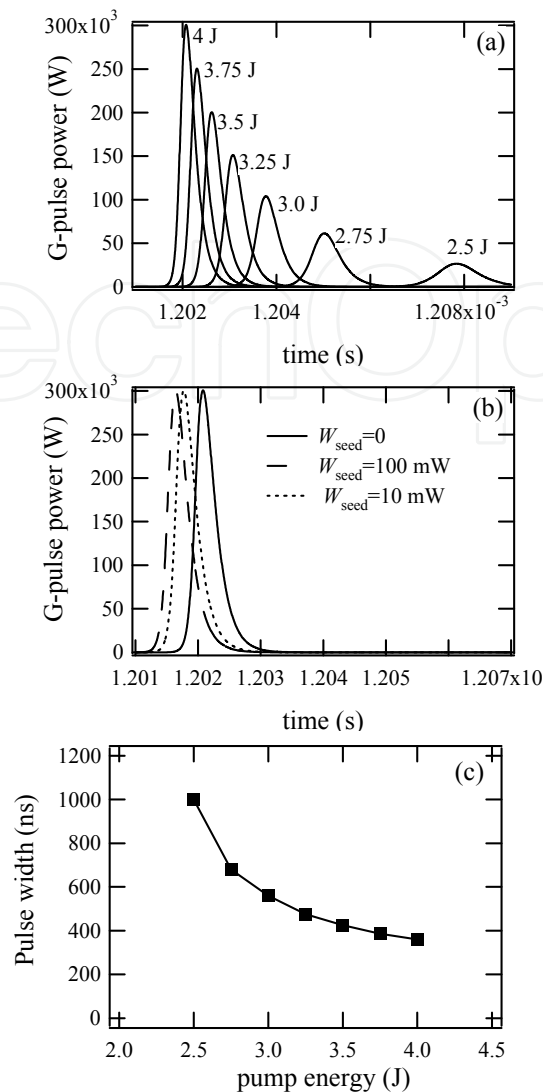 300x10³
250
200
150
100
50
0
G-pulse power (W)
(a)
4 J
3.75 J
3.5 J
3.25 J
3.0 J
2.75 J
2.5 J
1.202 1.204 1.208x10⁻³
time (s)
300x10³
250
200
150
100
50
0
G-pulse power (W)
(b)
W_seed=0
W_seed=100 mW
W_seed=10 mW
1.201 1.202 1.203 1.204 1.205 1.207x10
time (s)
1200
1000
800
600
400
200
0
Pulse width (ns)
(c)
2.0 2.5 3.0 3.5 4.0 4.5
pump energy (J)